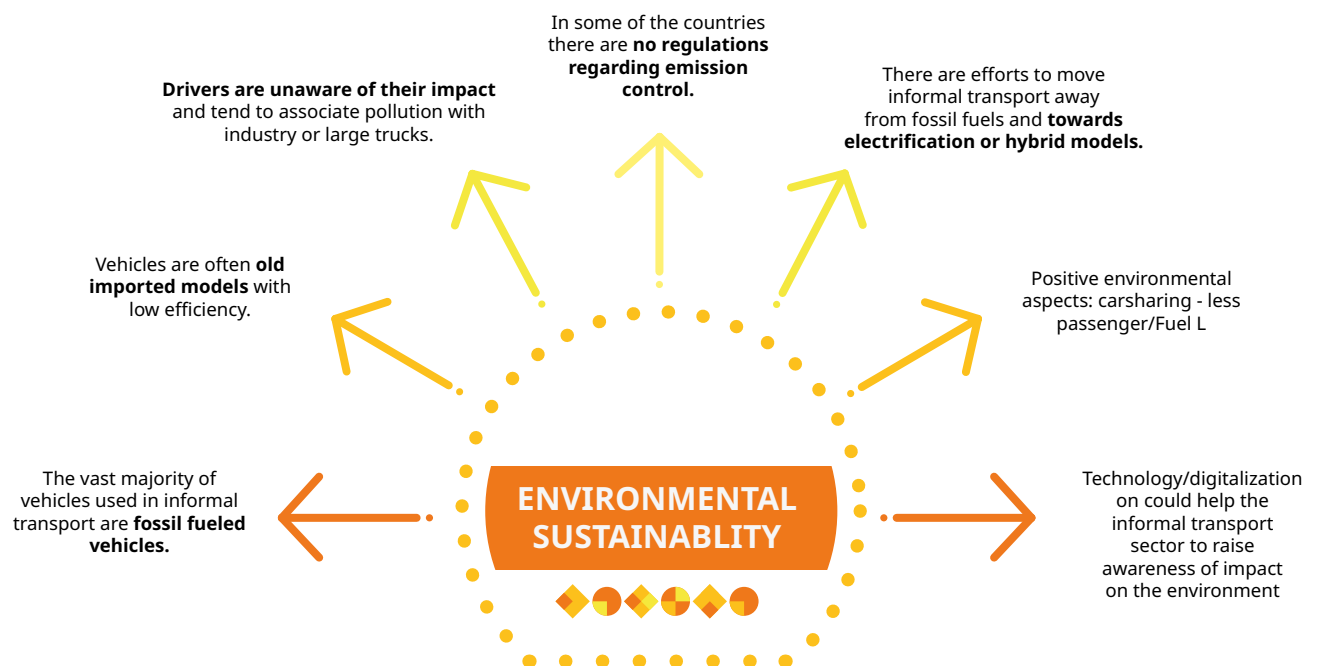 In some of the countries
there are no regulations
regarding emission
control.
Drivers are unaware of their impact
and tend to associate pollution with
industry or large trucks.
There are efforts to move
informal transport away
from fossil fuels and towards
electrification or hybrid models.
Vehicles are often old
imported models with
low efficiency.
Positive environmental
aspects: carsharing - less
passenger/Fuel L
The vast majority of
vehicles used in informal
transport are fossil fueled
vehicles.
ENVIRONMENTAL
SUSTAINABLITY
Technology/digitalization
on could help the
informal transport
sector to raise
awareness of impact
on the environment